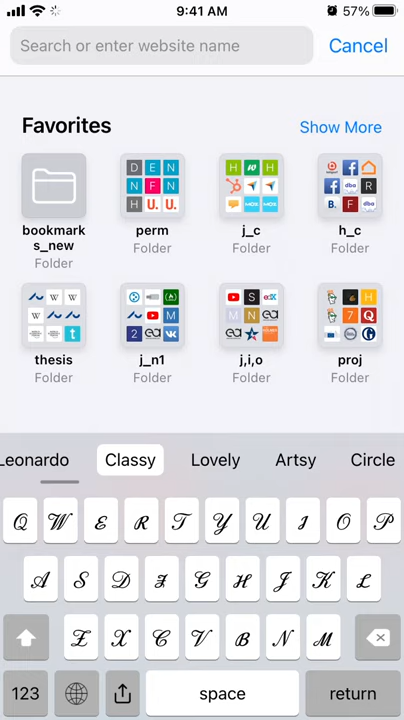 9:41 AM
57%
Search or enter website name
Cancel
Favorites
Show More
bookmark
s_new
Folder
perm
Folder
j_c
Folder
h_c
Folder
thesis
Folder
j_n1
Folder
j,i,o
Folder
proj
Folder
Leonardo Classy Lovely Artsy Circle
Q W E R T Y U I O P
A S D F G H J K L
Z X C V B N M
123 space return